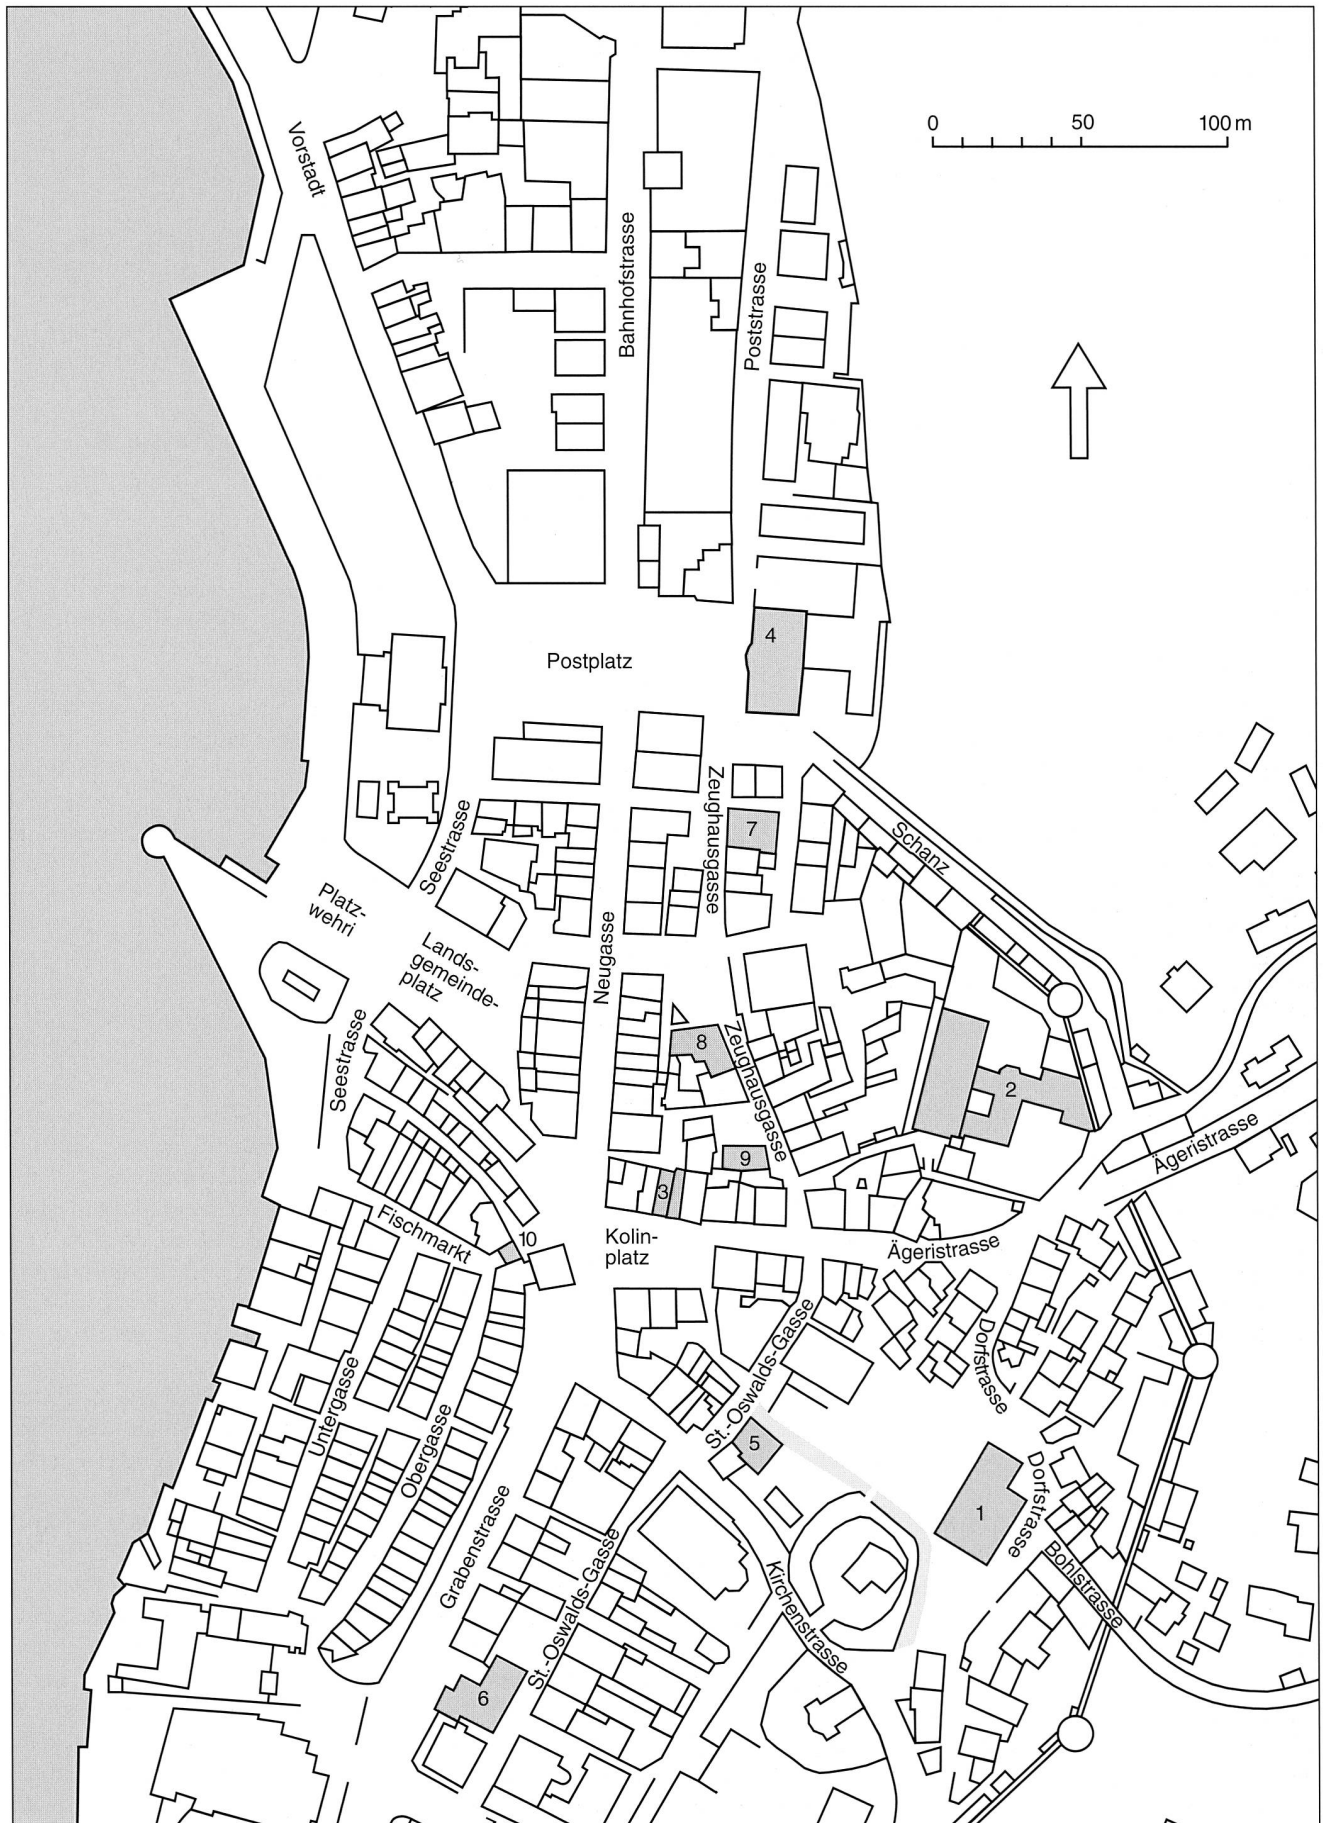 0 50 100 m
Vorstadt
Bahnhofstrasse
Poststrasse
4
Postplatz
Zeughausgasse
7
Schanz
Seestrasse
Platz-
wehri
Lands-
gemeinde-
platz
Neugasse
Seestrasse
8
Zeughausgasse
2
Ägeristrasse
9
3
Fischmarkt
10
Kolin-
platz
Ägeristrasse
Untergasse
Obergasse
St.-Oswalds-Gasse
Dorfstrasse
5
Grabenstrasse
1
Dorfstrasse
Bohlstrasse
St.-Oswalds-Gasse
Kirchenstrasse
6